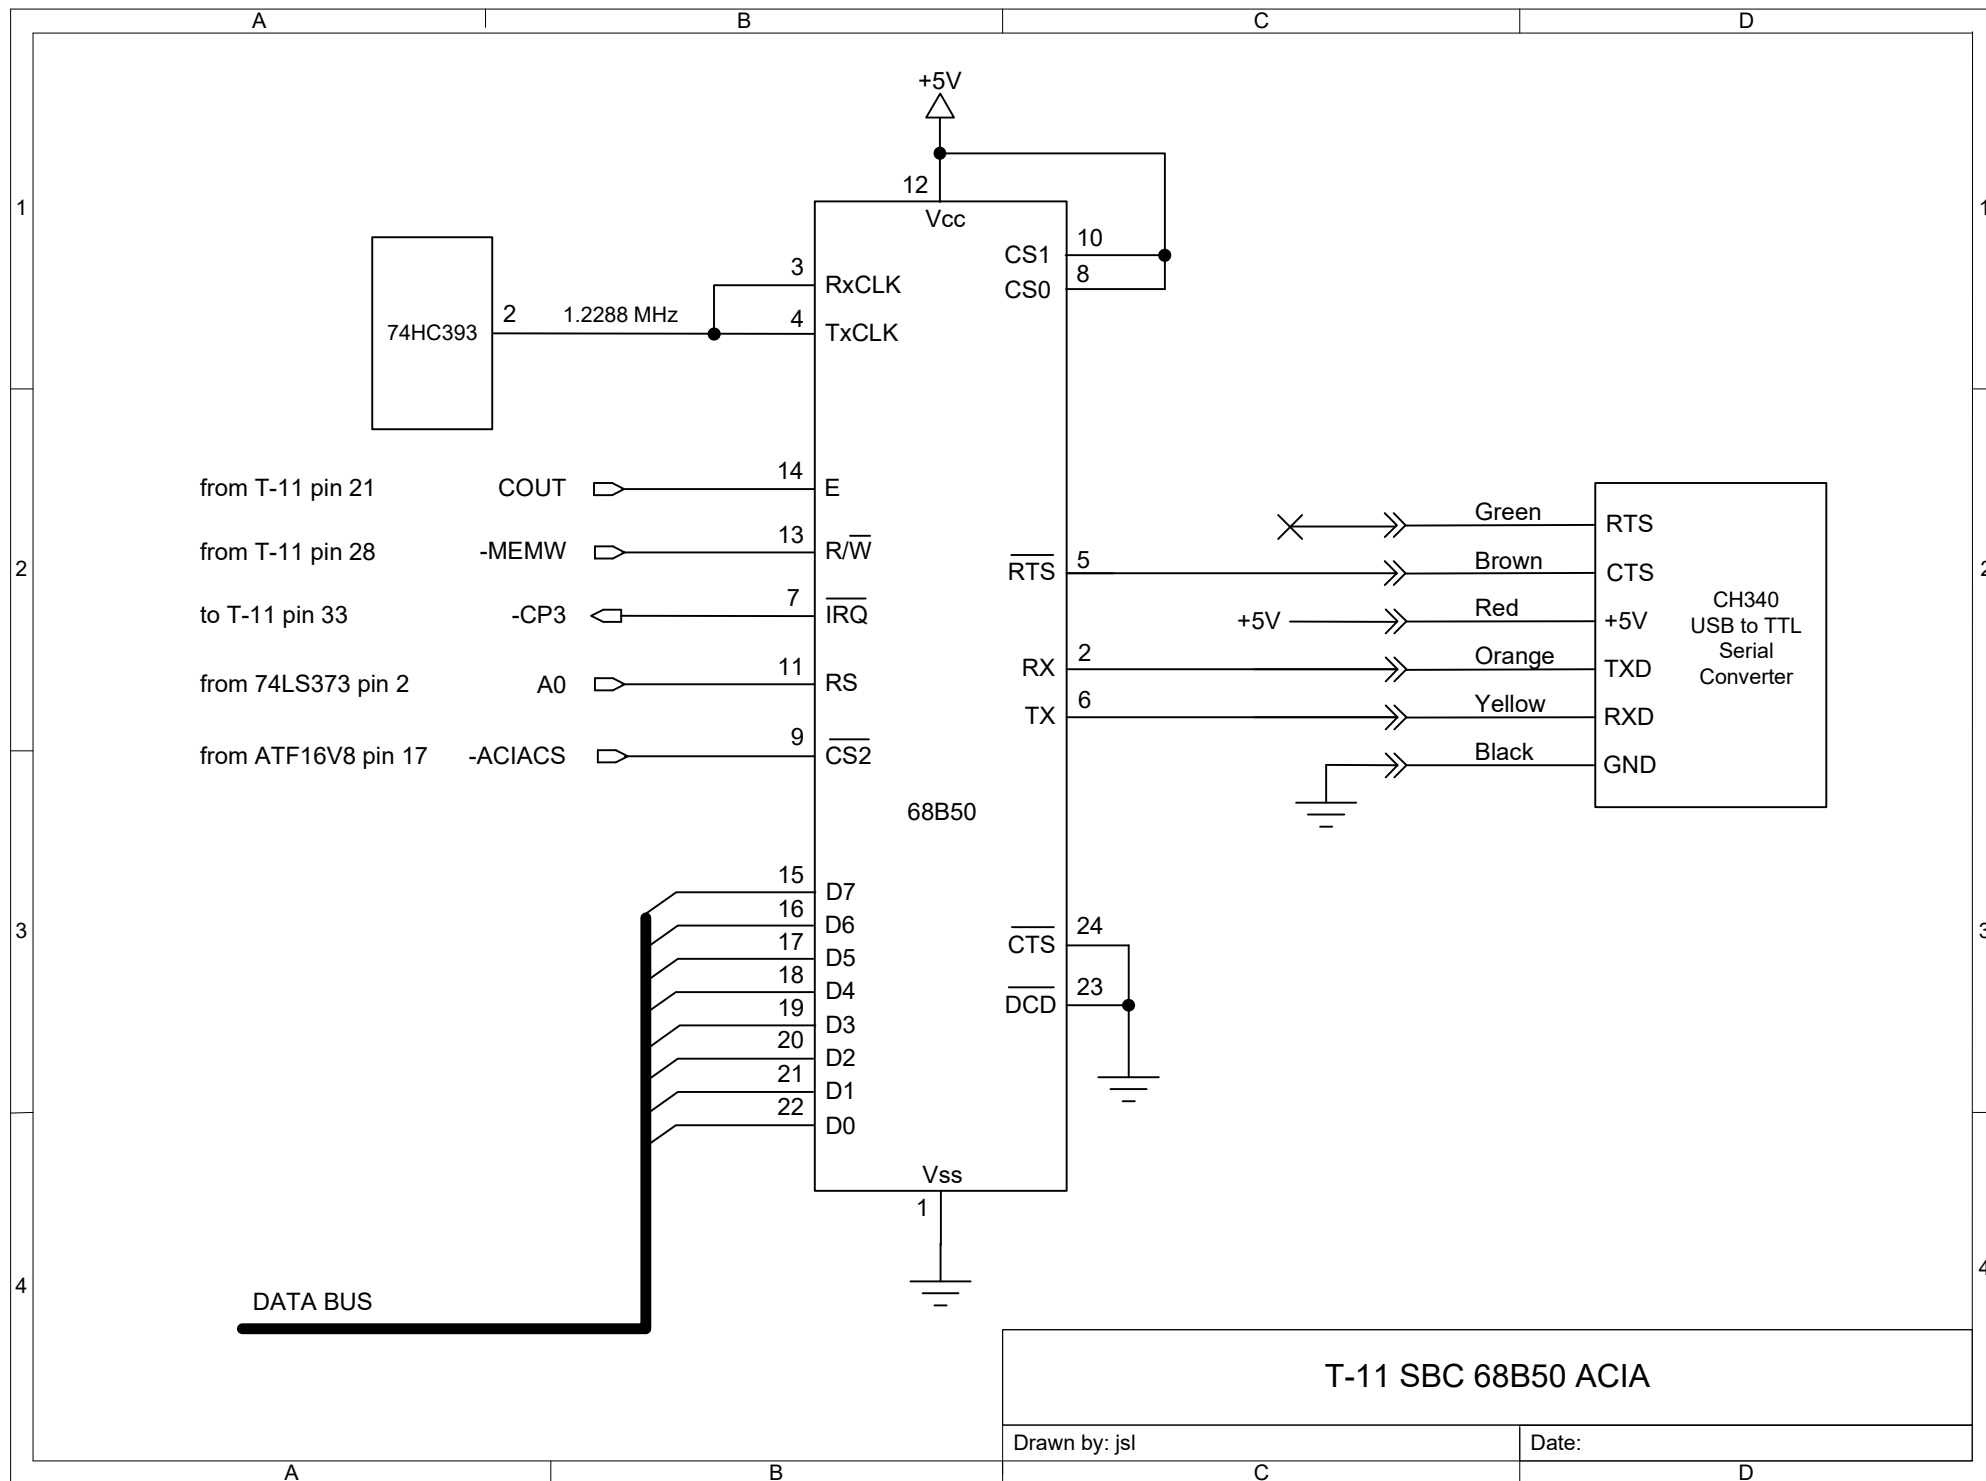 A B C D
+5V
12
Vcc
1 1
10
CS1
8
CS0
3
RxCLK
2 1.2288 MHz 4
74HC393
TxCLK
14
from T-11 pin 21 COUT E
13
from T-11 pin 28 -MEMW R/W
7
to T-11 pin 33 -CP3 IRQ
11
from 74LS373 pin 2 A0 RS
9
from ATF16V8 pin 17 -ACIACS CS2
68B50
2 2
RTS 5
+5V
RX 2
TX 6
Green RTS
Brown CTS
Red +5V
Orange TXD
Yellow RXD
Black GND
CH340
USB to TTL
Serial
Converter
15
D7
16
D6
17
D5
18
D4
19
D3
20
D2
21
D1
22
D0
3 3
24
CTS
23
DCD
Vss
1
4 4
DATA BUS
T-11 SBC 68B50 ACIA
Drawn by: jsl Date:
A B C D